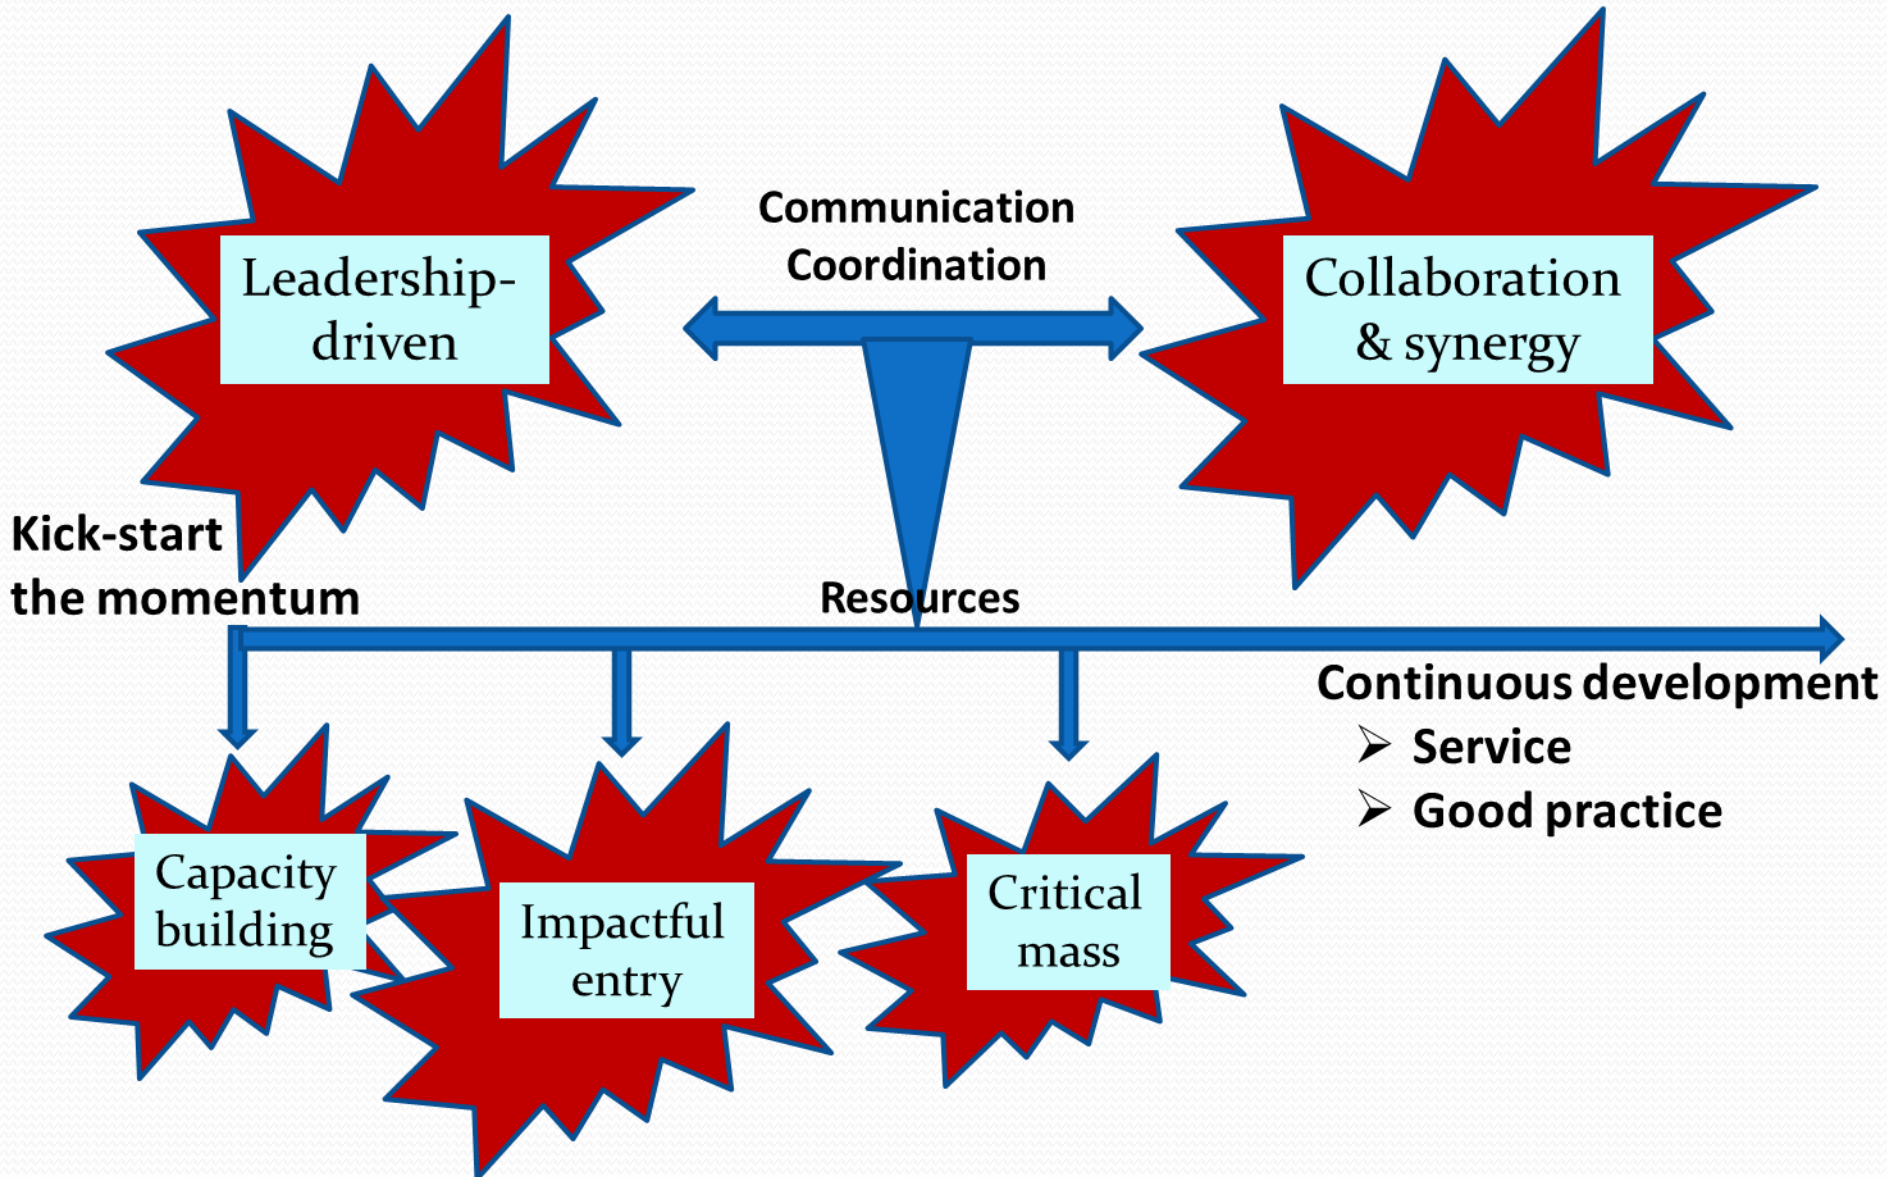 Leadership-
driven
Communication
Coordination
Collaboration
& synergy
Kick-start
the momentum
Resources
Continuous development
➢ Service
➢ Good practice
Capacity
building
Impactful
entry
Critical
mass